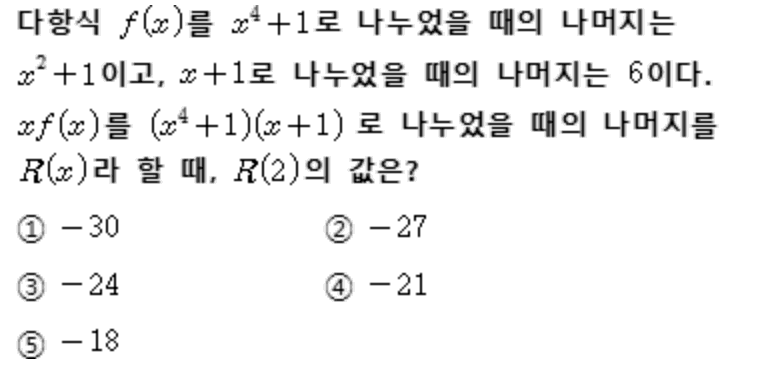 다항식 f(x)를 x⁴+1로 나누었을 때의 나머지는
x²+1이고, x+1로 나누었을 때의 나머지는 6이다.
xf(x)를 (x⁴+1)(x+1) 로 나누었을 때의 나머지를
R(x)라 할 때, R(2)의 값은?
① −30 ② −27
③ −24 ④ −21
⑤ −18